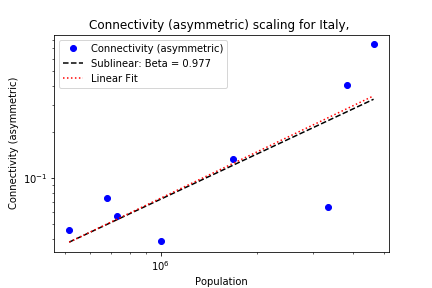 Connectivity (asymmetric) scaling for Italy,
Connectivity (asymmetric)
Sublinear: Beta = 0.977
Linear Fit
Connectivity (asymmetric)
10⁻¹
10⁶
Population